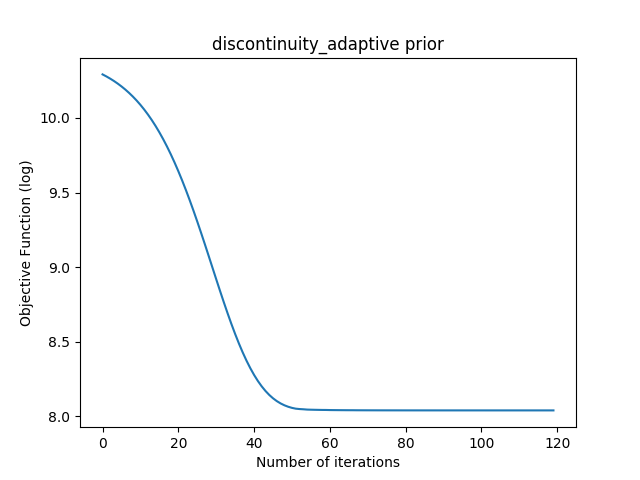 discontinuity_adaptive prior
Objective Function (log)
10.0
9.5
9.0
8.5
8.0
0 20 40 60 80 100 120
Number of iterations